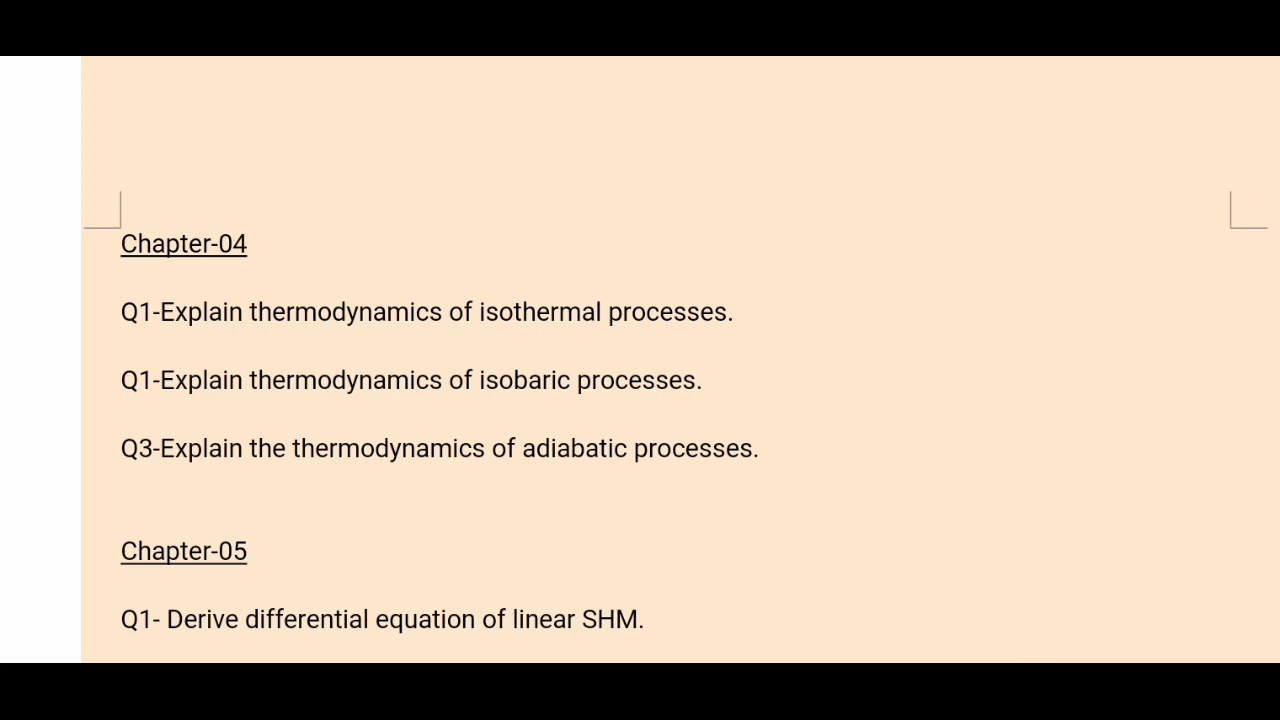 Chapter-04
Q1-Explain thermodynamics of isothermal processes.
Q1-Explain thermodynamics of isobaric processes.
Q3-Explain the thermodynamics of adiabatic processes.
Chapter-05
Q1- Derive differential equation of linear SHM.